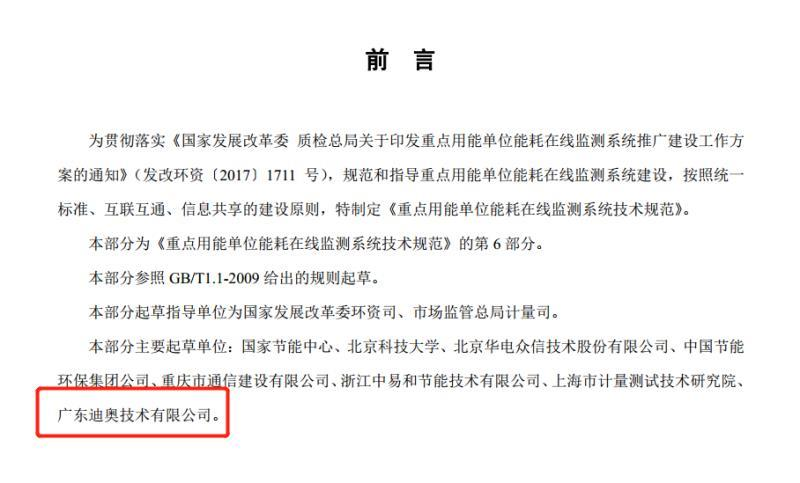 前 言
为贯彻落实《国家发展改革委 质检总局关于印发重点用能单位能耗在线监测系统推广建设工作方
案的通知》（发改环资〔2017〕1711 号），规范和指导重点用能单位能耗在线监测系统建设，按照统一
标准、互联互通、信息共享的建设原则，特制定《重点用能单位能耗在线监测系统技术规范》。
本部分为《重点用能单位能耗在线监测系统技术规范》的第 6 部分。
本部分参照 GB/T1.1-2009 给出的规则起草。
本部分起草指导单位为国家发展改革委环资司、市场监管总局计量司。
本部分主要起草单位：国家节能中心、北京科技大学、北京华电众信技术股份有限公司、中国节能
环保集团公司、重庆市通信建设有限公司、浙江中易和节能技术有限公司、上海市计量测试技术研究院、
广东迪奥技术有限公司。